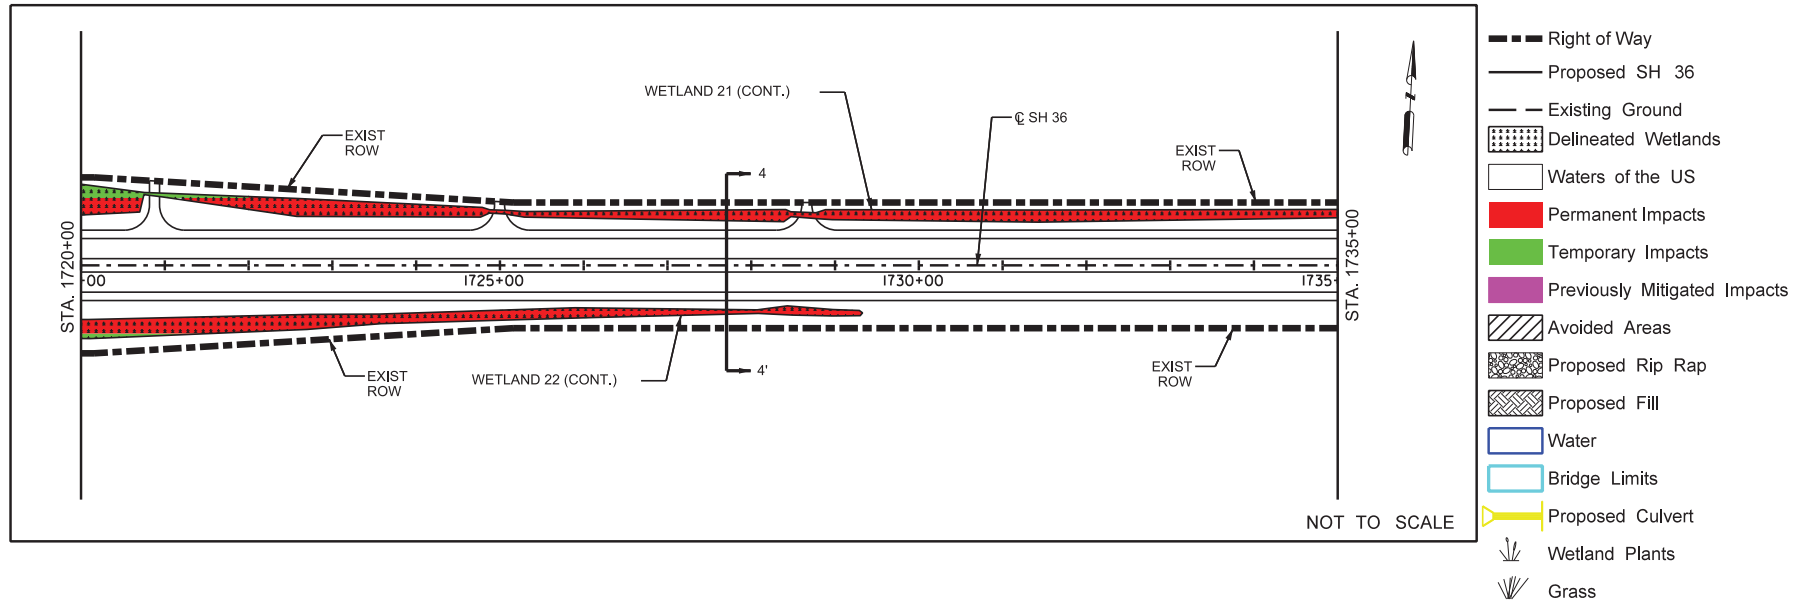 WETLAND 21 (CONT.)
℄ SH 36
EXIST
ROW
EXIST
ROW
4
STA. 1720+00
00
1725+00
1730+00
1735
STA. 1735+00
EXIST
ROW
WETLAND 22 (CONT.)
4'
EXIST
ROW
NOT TO SCALE
Right of Way
Proposed SH 36
Existing Ground
Delineated Wetlands
Waters of the US
Permanent Impacts
Temporary Impacts
Previously Mitigated Impacts
Avoided Areas
Proposed Rip Rap
Proposed Fill
Water
Bridge Limits
Proposed Culvert
Wetland Plants
Grass